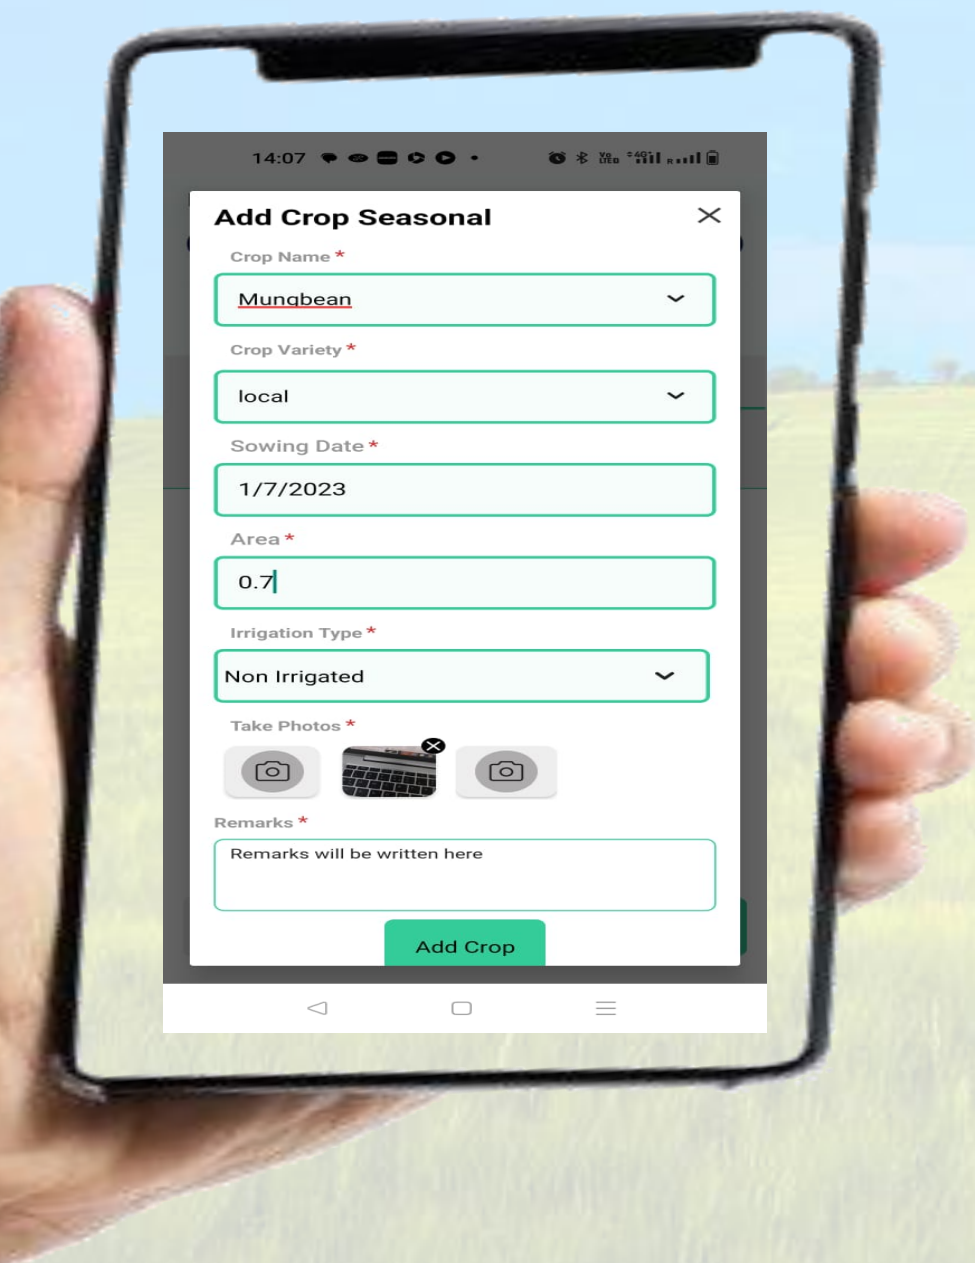 14:07
Add Crop Seasonal
Crop Name *
Mungbean
Crop Variety *
local
Sowing Date *
1/7/2023
Area *
0.7
Irrigation Type *
Non Irrigated
Take Photos *
Remarks *
Remarks will be written here
Add Crop